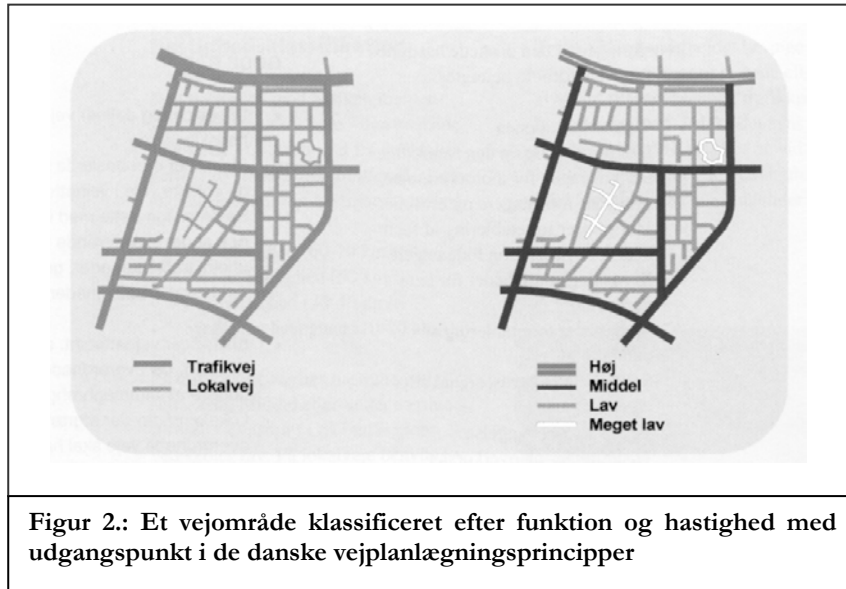 Trafikvej
Lokalvej
Høj
Middel
Lav
Meget lav
Figur 2.: Et vejområde klassificeret efter funktion og hastighed med
udgangspunkt i de danske vejplanlægningsprincipper